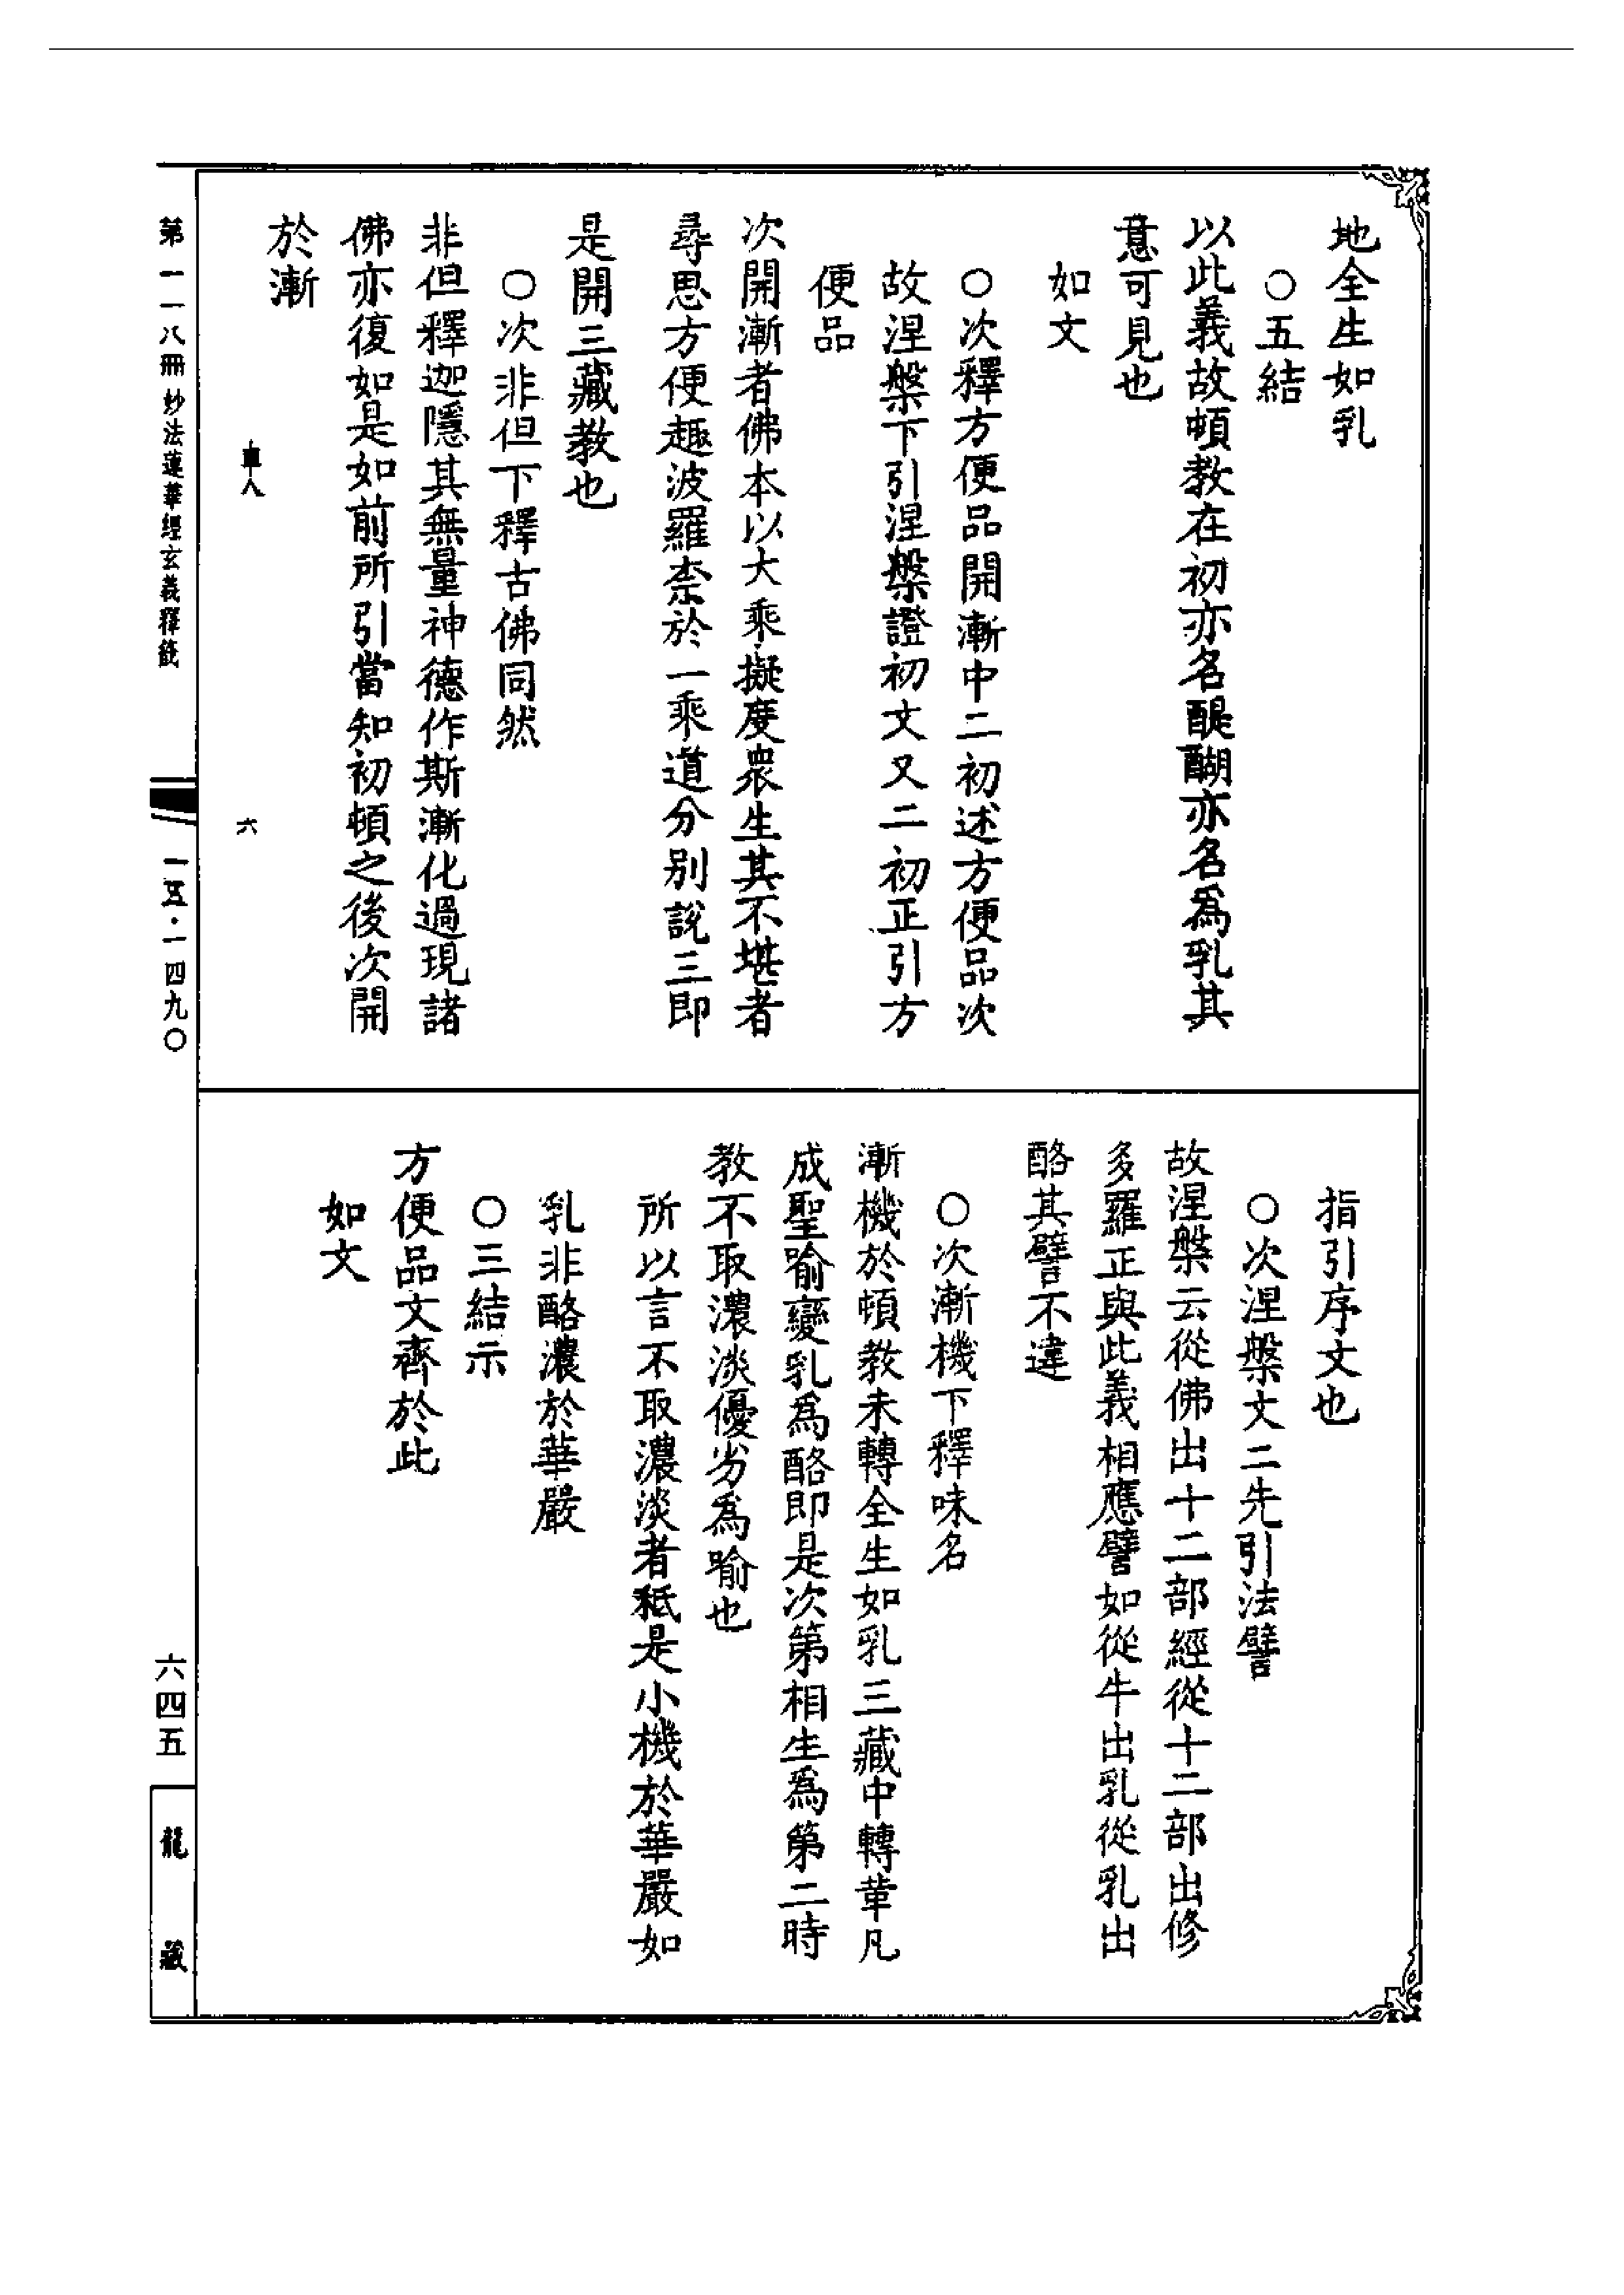 地全生如乳
○五結
以此義故頓教在初亦名醍醐亦名爲乳其
意可見也
如文
○次釋方便品開漸中二初述方便品次
故涅槃下引涅槃證初文又二初正引方
便品
次開漸者佛本以大乘擬度衆生其不堪者
尋思方便趣波羅柰於一乘道分别說三即
是開三藏教也
○次非但下釋古佛同然
非但釋迦隱其無量神德作斯漸化過現諸
佛亦復如是如前所引當知初頓之後次開
於漸
六
指引序文也
○次涅槃文二先引法譬
故涅槃云從佛出十二部經從十二部出修
多羅正與此義相應譬如從牛出乳從乳出
酪其譬不違
○次漸機下釋味名
漸機於頓教未轉全生如乳三藏中轉革凡
成聖喻變乳爲酪即是次第相生爲第二時
教不取濃淡優劣爲喻也
所以言不取濃淡者秖是小機於華嚴如
乳非酪濃於華嚴
○三結示
方便品文齊於此
如文
第一一八冊 妙法蓮華經玄義釋籤
一五·一四九〇
六四五
龍藏